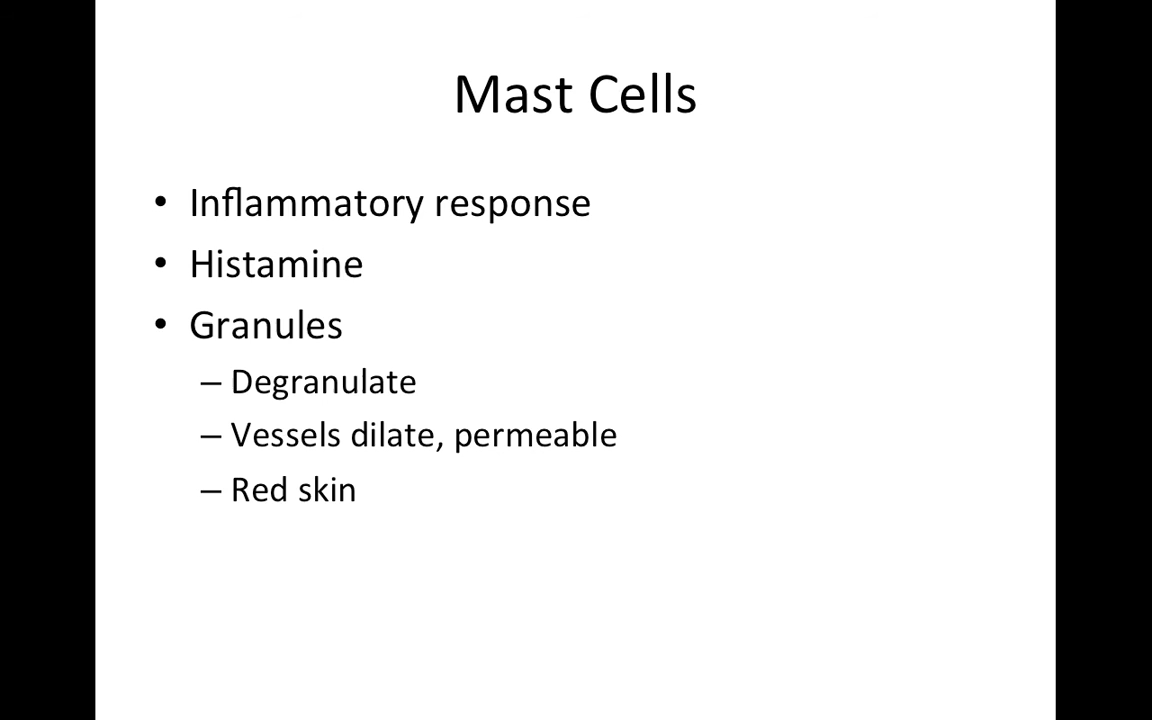 Mast Cells
• Inflammatory response
• Histamine
• Granules
– Degranulate
– Vessels dilate, permeable
– Red skin